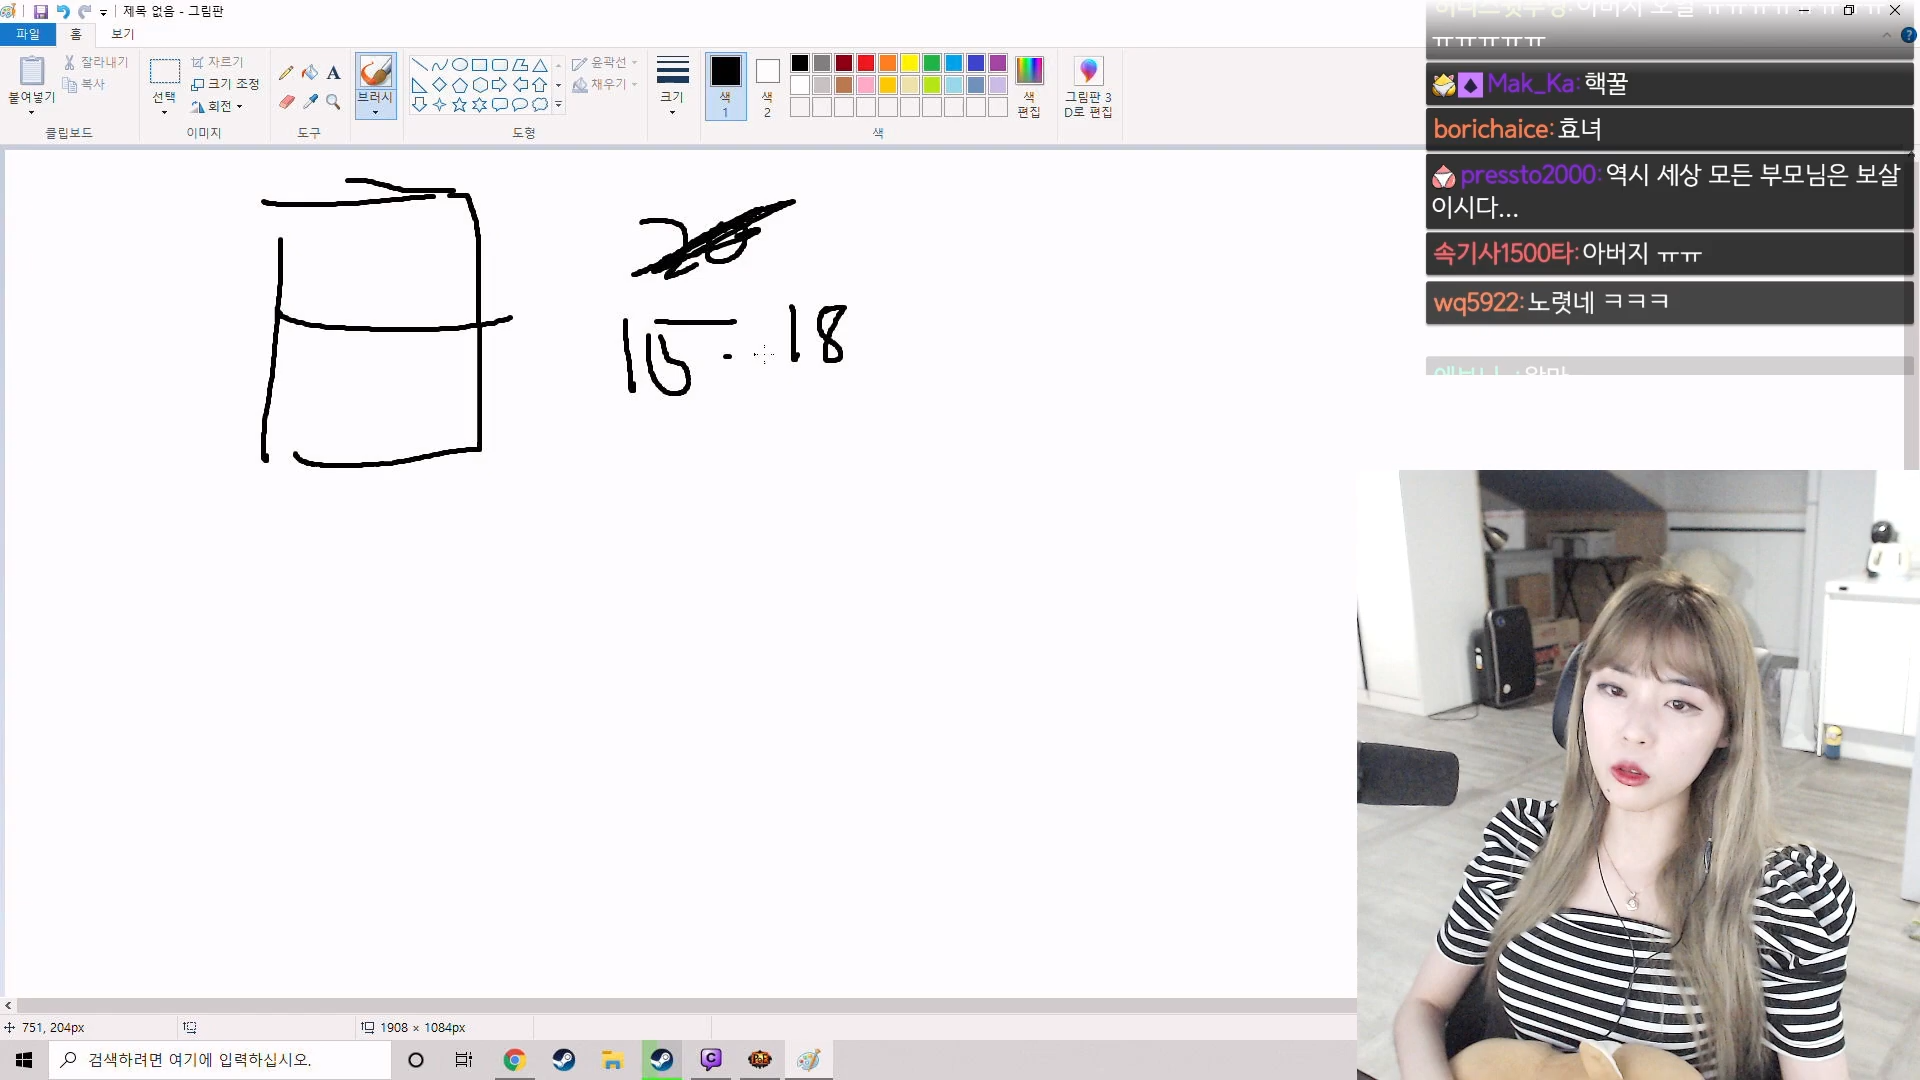 제목 없음 - 그림판
파일
홈
보기
붙여넣기
잘라내기
복사
클립보드
선택
자르기
크기 조정
회전
이미지
A
도구
브러시
윤곽선
채우기
도형
크기
색
1
색
2
색
편집
색
그림판 3
D로 편집
ㅠㅠㅠㅠㅠ
Mak_Ka: 핵꿀
borichaice: 효녀
pressto2000: 역시 세상 모든 부모님은 보살
이시다...
속기사1500타: 아버지 ㅠㅠ
wq5922: 노렷네 ㅋㅋㅋ
18
751, 204px
1908 × 1084px
검색하려면 여기에 입력하십시오.